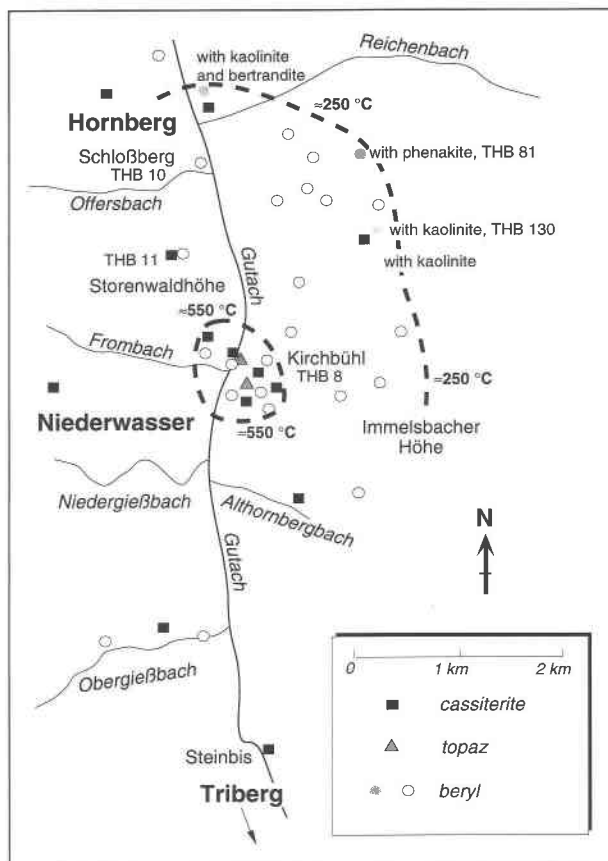 Reichenbach
with kaolinite
and bertrandite
≈250 °C
Hornberg
with phenakite, THB 81
Schloßberg
THB 10
Offersbach
with kaolinite, THB 130
with kaolinite
THB 11
Storenwaldhöhe
Gutach
≈550 °C
Frombach
Kirchbühl
THB 8
≈250 °C
Niederwasser
≈550 °C
Immelsbacher
Höhe
Niedergießbach
Althornbergbach
N
Gutach
Obergießbach
0 1 km 2 km
cassiterite
topaz
beryl
Steinbis
Triberg